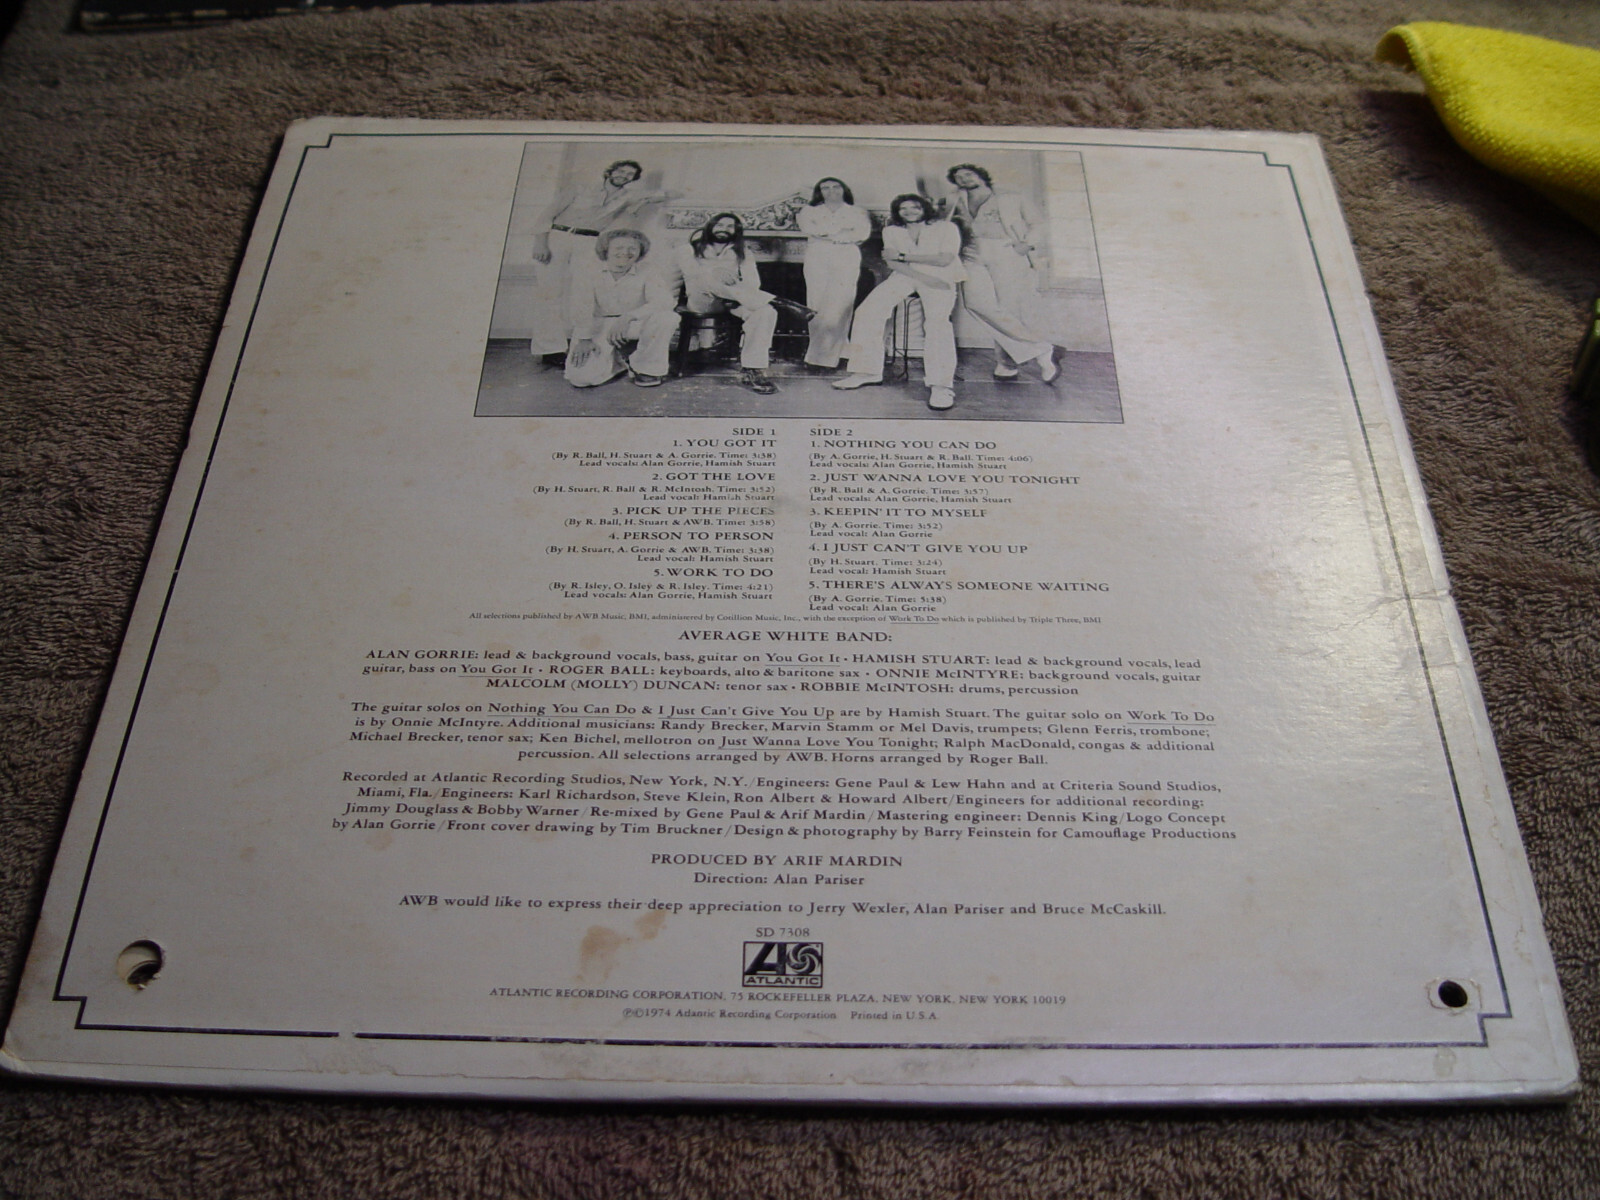 SIDE 1
1. YOU GOT IT
(By R. Ball, H. Stuart & A. Gorrie. Time: 3:38)
Lead vocals: Alan Gorrie, Hamish Stuart
2. GOT THE LOVE
(By H. Stuart, R. Ball & R. McIntosh. Time: 3:52)
Lead vocal: Hamish Stuart
3. PICK UP THE PIECES
(By R. Ball, H. Stuart & AWB. Time: 3:58)
4. PERSON TO PERSON
(By H. Stuart, A. Gorrie & AWB. Time: 3:38)
Lead vocal: Hamish Stuart
5. WORK TO DO
(By R. Isley, O. Isley & R. Isley. Time: 4:21)
Lead vocals: Alan Gorrie, Hamish Stuart
SIDE 2
1. NOTHING YOU CAN DO
(By A. Gorrie, H. Stuart & R. Ball. Time: 4:06)
Lead vocals: Alan Gorrie, Hamish Stuart
2. JUST WANNA LOVE YOU TONIGHT
(By R. Ball & A. Gorrie. Time: 3:57)
Lead vocals: Alan Gorrie, Hamish Stuart
3. KEEPIN' IT TO MYSELF
(By A. Gorrie. Time: 3:52)
Lead vocal: Alan Gorrie
4. I JUST CAN'T GIVE YOU UP
(By H. Stuart. Time: 3:24)
Lead vocal: Hamish Stuart
5. THERE'S ALWAYS SOMEONE WAITING
(By A. Gorrie. Time: 5:38)
Lead vocal: Alan Gorrie
All selections published by AWB Music, BMI, administered by Cotillion Music, Inc., with the exception of Work To Do which is published by Triple Three, BMI
AVERAGE WHITE BAND:
ALAN GORRIE: lead & background vocals, bass, guitar on You Got It • HAMISH STUART: lead & background vocals, lead
guitar, bass on You Got It • ROGER BALL: keyboards, alto & baritone sax • ONNIE McINTYRE: background vocals, guitar
MALCOLM (MOLLY) DUNCAN: tenor sax • ROBBIE McINTOSH: drums, percussion
The guitar solos on Nothing You Can Do & I Just Can't Give You Up are by Hamish Stuart. The guitar solo on Work To Do
is by Onnie McIntyre. Additional musicians: Randy Brecker, Marvin Stamm or Mel Davis, trumpets; Glenn Ferris, trombone;
Michael Brecker, tenor sax; Ken Bichel, mellotron on Just Wanna Love You Tonight; Ralph MacDonald, congas & additional
percussion. All selections arranged by AWB. Horns arranged by Roger Ball.
Recorded at Atlantic Recording Studios, New York, N.Y./Engineers: Gene Paul & Lew Hahn and at Criteria Sound Studios,
Miami, Fla./Engineers: Karl Richardson, Steve Klein, Ron Albert & Howard Albert/Engineers for additional recording:
Jimmy Douglass & Bobby Warner/Re-mixed by Gene Paul & Arif Mardin/Mastering engineer: Dennis King/Logo Concept
by Alan Gorrie/Front cover drawing by Tim Bruckner/Design & photography by Barry Feinstein for Camouflage Productions
PRODUCED BY ARIF MARDIN
Direction: Alan Pariser
AWB would like to express their deep appreciation to Jerry Wexler, Alan Pariser and Bruce McCaskill.
SD 7308
ATLANTIC
ATLANTIC RECORDING CORPORATION, 75 ROCKEFELLER PLAZA, NEW YORK, NEW YORK 10019
℗©1974 Atlantic Recording Corporation Printed in U.S.A.